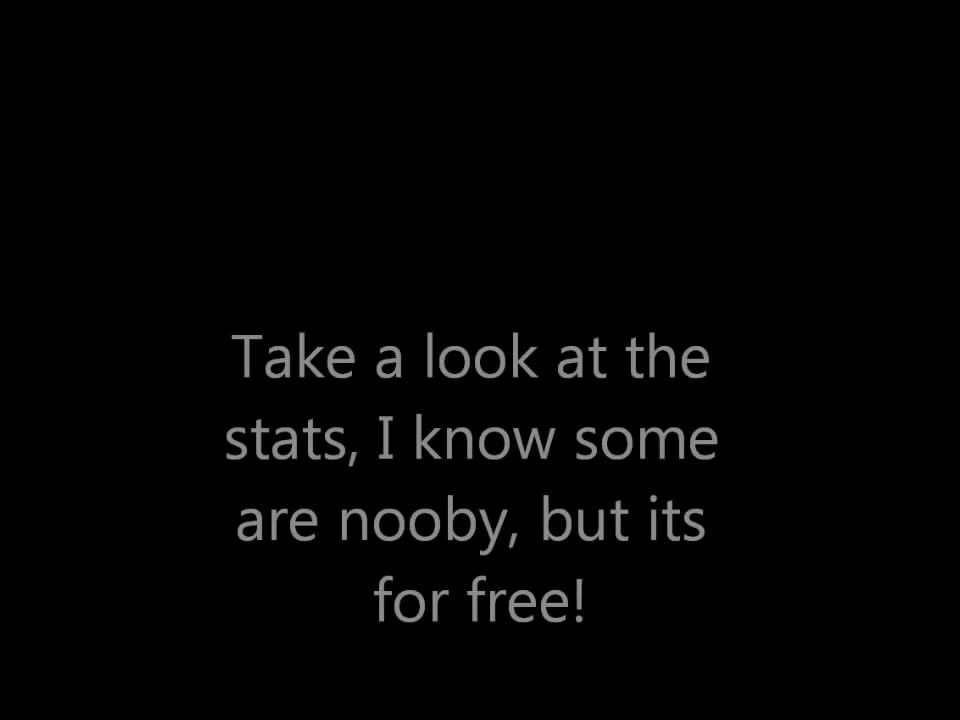 Take a look at the
stats, I know some
are nooby, but its
for free!